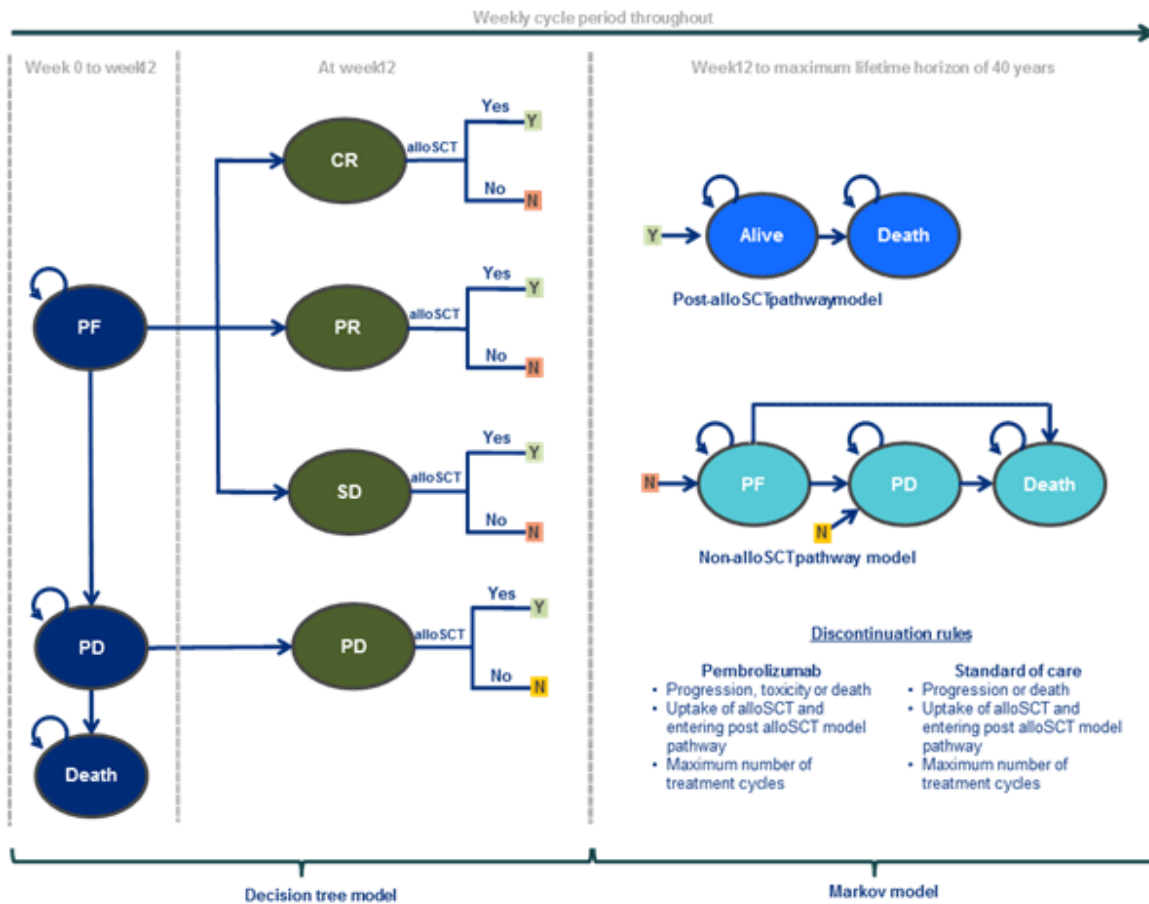 Weekly cycle period throughout
Week 0 to week12
At week12
Week12 to maximum lifetime horizon of 40 years
CR
alloSCT
Yes
Y
No
N
PF
PR
alloSCT
Yes
Y
No
N
SD
alloSCT
Yes
Y
No
N
PD
PD
alloSCT
Yes
Y
No
N
Death
Y
Alive
Death
Post-alloSCTpathwaymodel
N
PF
PD
Death
N
Non-alloSCTpathway model
Discontinuation rules
Pembrolizumab
• Progression, toxicity or death
• Uptake of alloSCT and
entering post alloSCT model
pathway
• Maximum number of
treatment cycles
Standard of care
• Progression or death
• Uptake of alloSCT and
entering post alloSCT model
pathway
• Maximum number of
treatment cycles
Decision tree model
Markov model